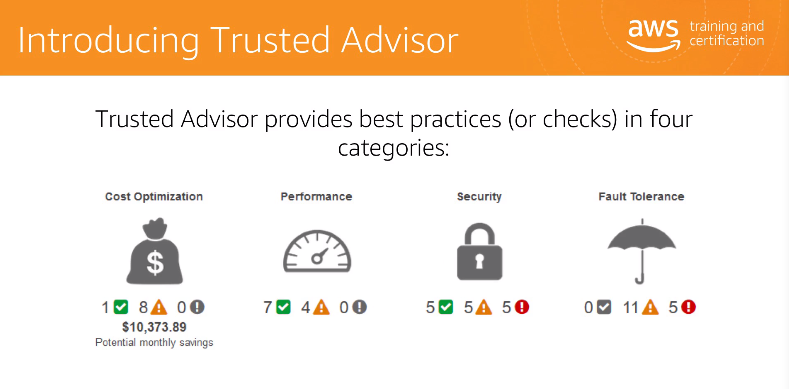 Introducing Trusted Advisor
aws training and
certification
Trusted Advisor provides best practices (or checks) in four
categories:
Cost Optimization Performance Security Fault Tolerance
$
1 8 0 7 4 0 5 5 5 0 11 5
$10,373.89
Potential monthly savings